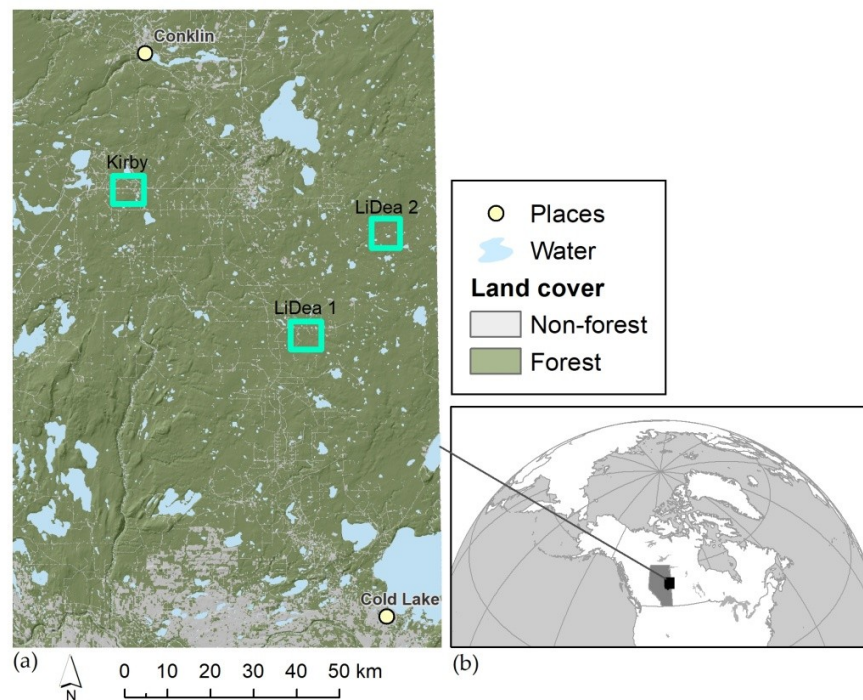 Conklin
Kirby
LiDea 2
LiDea 1
Cold Lake
Places
Water
Land cover
Non-forest
Forest
(a)
N
0 10 20 30 40 50 km
(b)